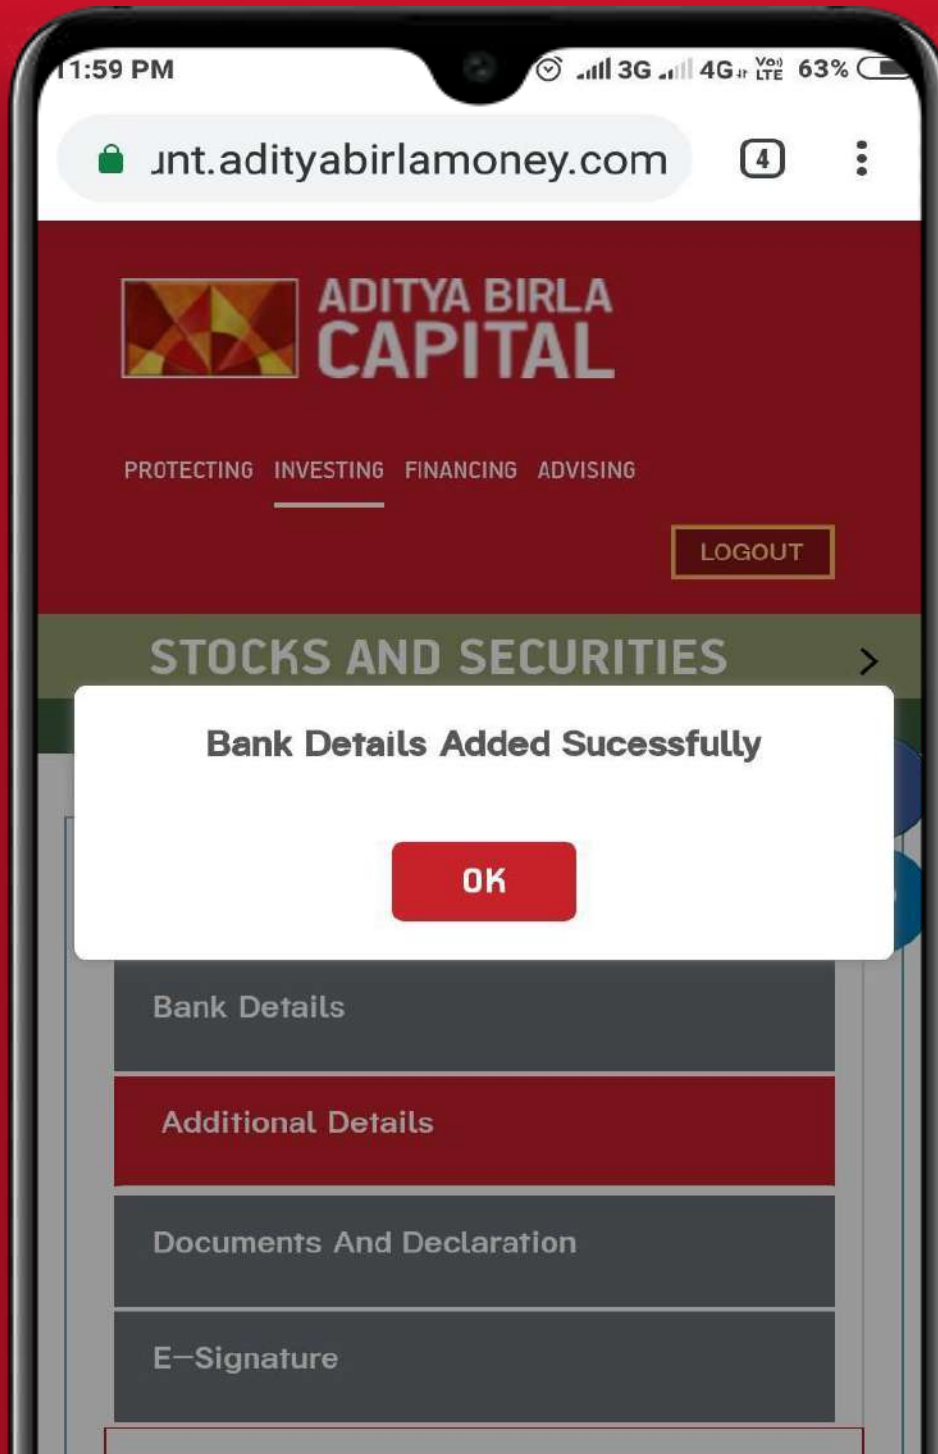 11:59 PM 3G 4G VoLTE 63%
unt.adityabirlamoney.com 4
ADITYA BIRLA
CAPITAL
PROTECTING INVESTING FINANCING ADVISING
LOGOUT
STOCKS AND SECURITIES >
Bank Details Added Sucessfully
OK
Bank Details
Additional Details
Documents And Declaration
E-Signature